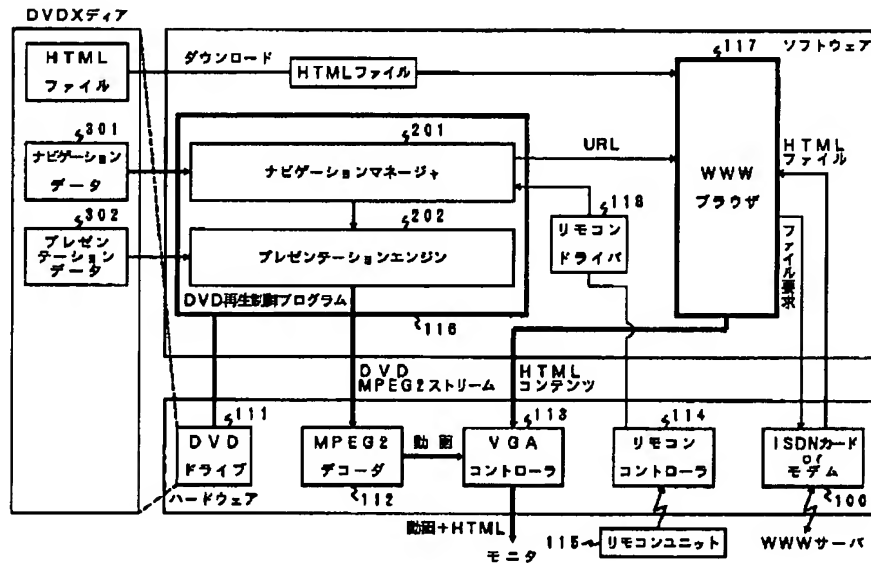 DVDメディア
HTML
ファイル
301
ナビゲーション
データ
302
プレゼン
テーション
データ
ダウンロード
HTMLファイル
117
ソフトウェア
201
ナビゲーションマネージャ
202
プレゼンテーションエンジン
DVD再生制御プログラム
116
URL
118
リモコン
ドライバ
WWW
ブラウザ
HTML
ファイル
ファイル要求
DVD
MPEG2ストリーム
HTML
コンテンツ
111
DVD
ドライブ
ハードウェア
MPEG2
デコーダ
112
動画
113
VGA
コントローラ
114
リモコン
コントローラ
ISDNカード
or
モデム
100
動画+HTML
モニタ
115
リモコンユニット
WWWサーバ